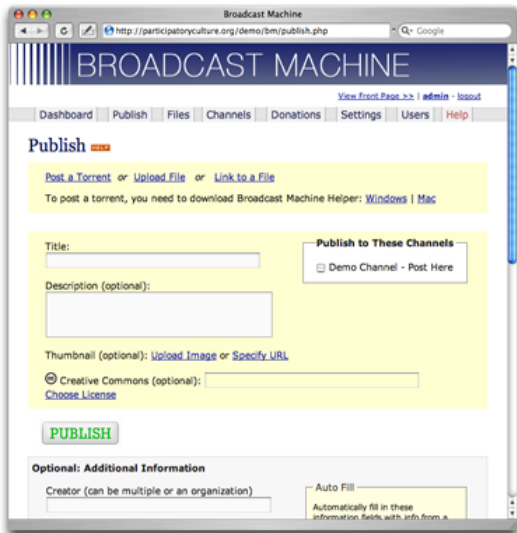 Broadcast Machine
http://participatoryculture.org/demo/bm/publish.php
Google
BROADCAST MACHINE
View Front Page >> | admin - logout
Dashboard Publish Files Channels Donations Settings Users Help
Publish HELP
Post a Torrent or Upload File or Link to a File
To post a torrent, you need to download Broadcast Machine Helper: Windows | Mac
Title:
Publish to These Channels
Demo Channel - Post Here
Description (optional):
Thumbnail (optional): Upload Image or Specify URL
Creative Commons (optional):
Choose License
PUBLISH
Optional: Additional Information
Creator (can be multiple or an organization)
Auto Fill
Automatically fill in these
information fields with info from a